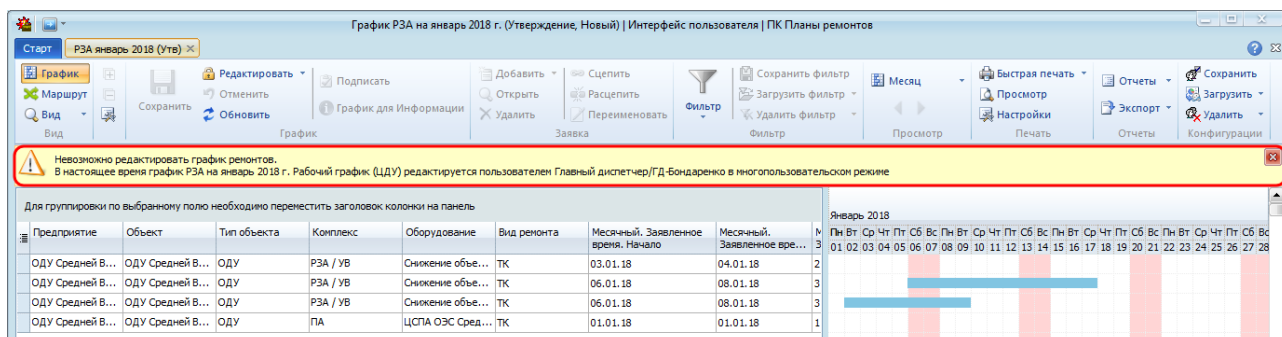 График РЗА на январь 2018 г. (Утверждение, Новый) | Интерфейс пользователя | ПК Планы ремонтов
Старт РЗА январь 2018 (Утв)
График Редактировать Подписать Добавить Сцепить Сохранить фильтр Месяц Быстрая печать Отчеты Сохранить
Маршрут Сохранить Отменить График для Информации Открыть Расцепить Фильтр Загрузить фильтр Просмотр Экспорт Загрузить
Вид Обновить Удалить Переименовать Удалить фильтр Настройки Удалить
Вид График Заявка Фильтр Просмотр Печать Отчеты Конфигурации
Невозможно редактировать график ремонтов.
В настоящее время график РЗА на январь 2018 г. Рабочий график (ЦДУ) редактируется пользователем Главный диспетчер/ГД-Бондаренко в многопользовательском режиме
Для группировки по выбранному полю необходимо переместить заголовок колонки на панель
Январь 2018
Предприятие Объект Тип объекта Комплекс Оборудование Вид ремонта Месячный. Заявленное время. Начало Месячный. Заявленное вре...
Пн Вт Ср Чт Пт Сб Вс Пн Вт Ср Чт Пт Сб Вс Пн Вт Ср Чт Пт Сб Вс Пн Вт Ср Чт Пт Сб Вс
01 02 03 04 05 06 07 08 09 10 11 12 13 14 15 16 17 18 19 20 21 22 23 24 25 26 27 28
ОДУ Средней В... ОДУ Средней В... ОДУ РЗА / УВ Снижение объе... ТК 03.01.18 04.01.18 2
ОДУ Средней В... ОДУ Средней В... ОДУ РЗА / УВ Снижение объе... ТК 06.01.18 08.01.18 3
ОДУ Средней В... ОДУ Средней В... ОДУ РЗА / УВ Снижение объе... ТК 06.01.18 08.01.18 3
ОДУ Средней В... ОДУ Средней В... ОДУ ПА ЦСПА ОЭС Сред... ТК 01.01.18 01.01.18 1